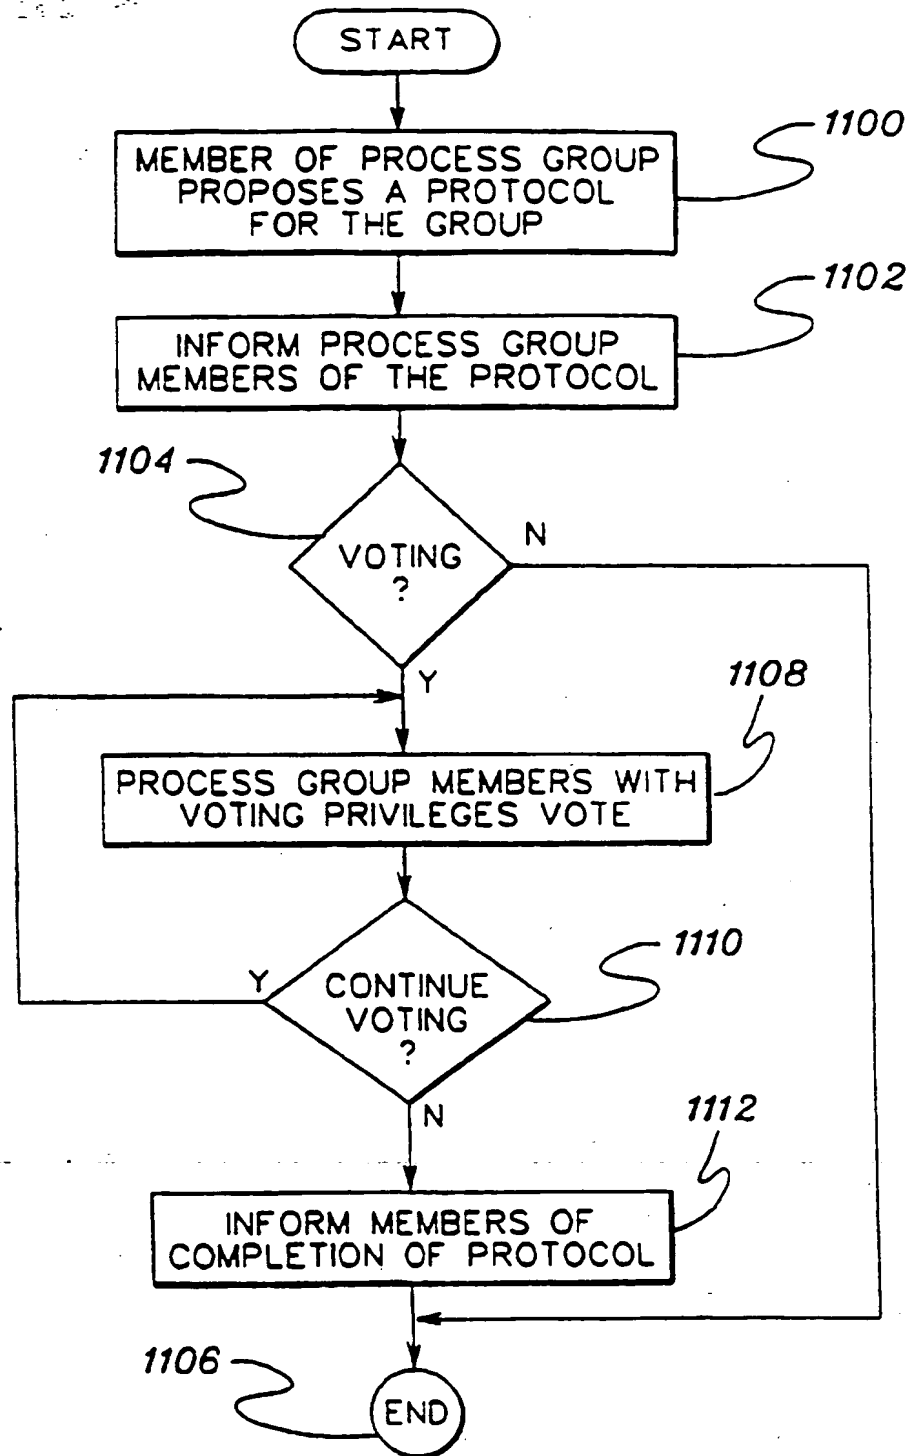 START
1100
MEMBER OF PROCESS GROUP
PROPOSES A PROTOCOL
FOR THE GROUP
1102
INFORM PROCESS GROUP
MEMBERS OF THE PROTOCOL
1104
VOTING
?
N
Y
1108
PROCESS GROUP MEMBERS WITH
VOTING PRIVILEGES VOTE
1110
Y
CONTINUE
VOTING
?
N
1112
INFORM MEMBERS OF
COMPLETION OF PROTOCOL
1106
END